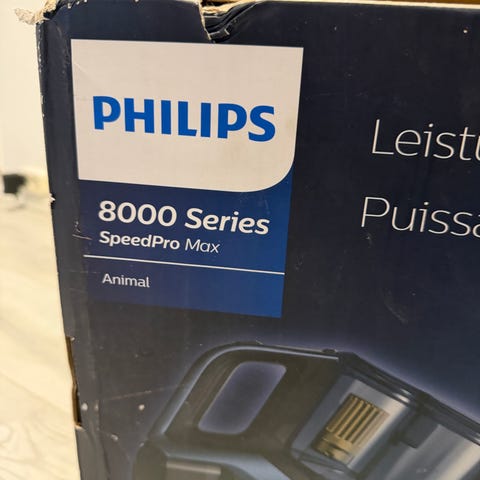 PHILIPS
8000 Series
SpeedPro Max
Animal